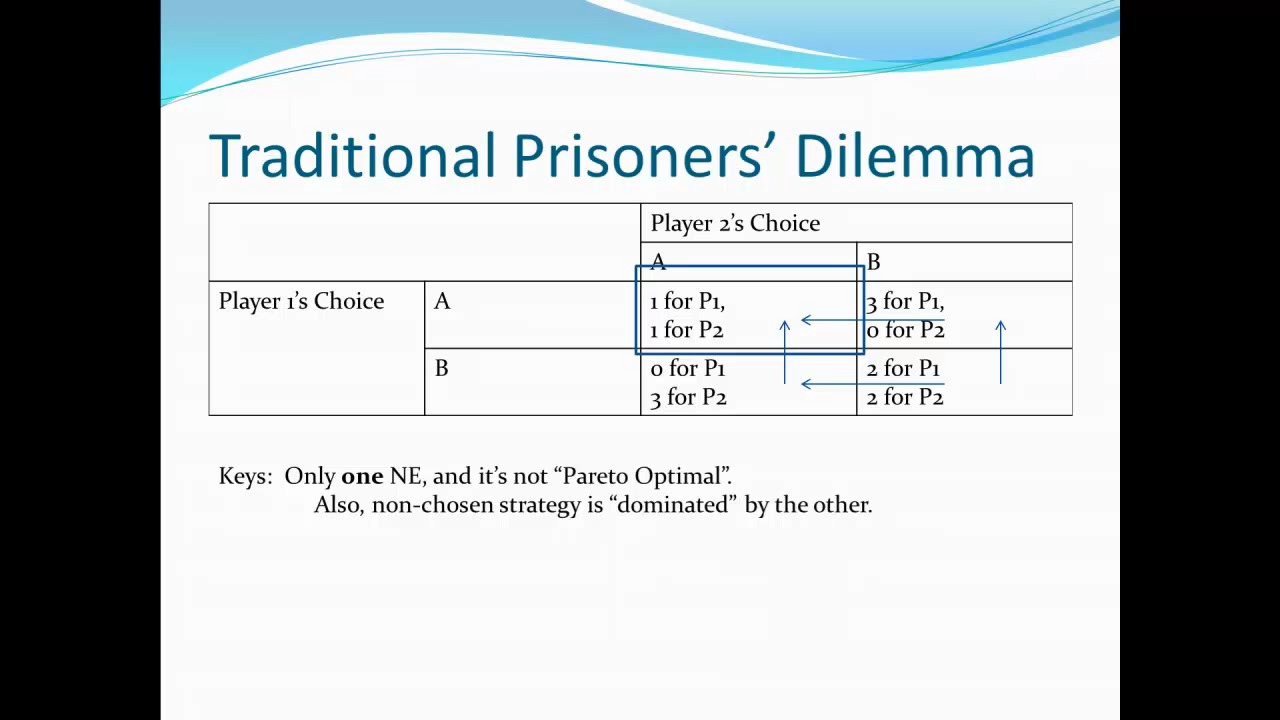 Traditional Prisoners’ Dilemma
Player 2’s Choice
A
B
Player 1’s Choice
A
1 for P1,
1 for P2
3 for P1,
0 for P2
B
0 for P1
3 for P2
2 for P1
2 for P2
Keys:  Only one NE, and it’s not “Pareto Optimal”.
Also, non-chosen strategy is “dominated” by the other.